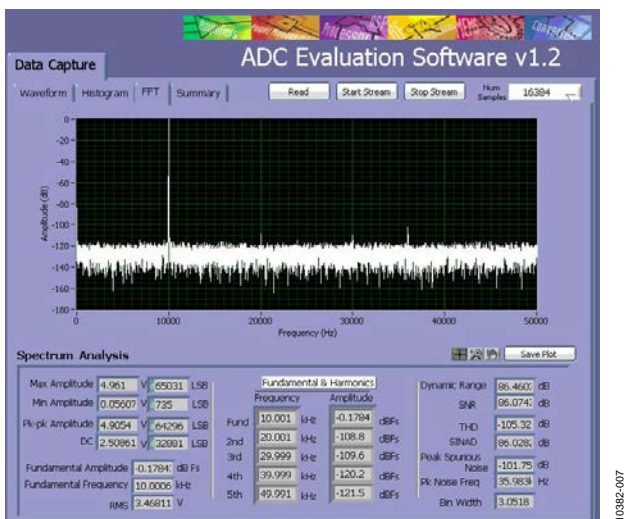 ADC Evaluation Software v1.2
Data Capture
Waveform Histogram FFT Summary Read Start Stream Stop Stream Num Samples 16384
Amplitude (dB)
0
-20
-40
-60
-80
-100
-120
-140
-160
-180
0 10000 20000 30000 40000 50000
Frequency (Hz)
Spectrum Analysis Save Plot
Max Amplitude 4.961 V 65031 LSB
Min Amplitude 0.05607 V 735 LSB
Pk-pk Amplitude 4.9054 V 64296 LSB
DC 2.50861 V 32881 LSB
Fundamental Amplitude -0.1784 dB Fs
Fundamental Frequency 10.0006 kHz
RMS 3.46811 V
Fundamental & Harmonics
Frequency Amplitude
Fund 10.001 kHz -0.1784 dBFs
2nd 20.001 kHz -108.8 dBFs
3rd 29.999 kHz -109.6 dBFs
4th 39.999 kHz -120.2 dBFs
5th 49.991 kHz -121.5 dBFs
Dynamic Range 86.460 dB
SNR 86.074 dB
THD -105.32 dB
SINAD 86.028 dB
Peak Spurious Noise -101.75 dB
Pk Noise Freq 35.983k Hz
Bin Width 3.0518
10382-007